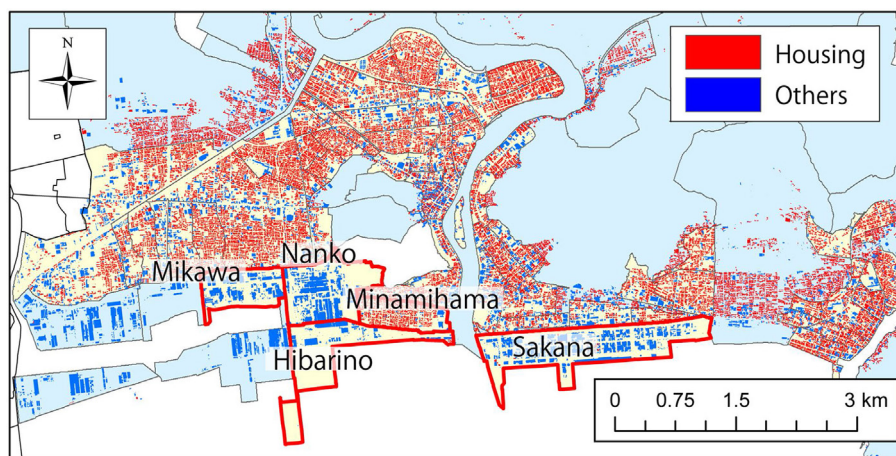 N
Housing
Others
Nanko
Mikawa
Minamihama
Hibarino
Sakana
0 0.75 1.5 3 km